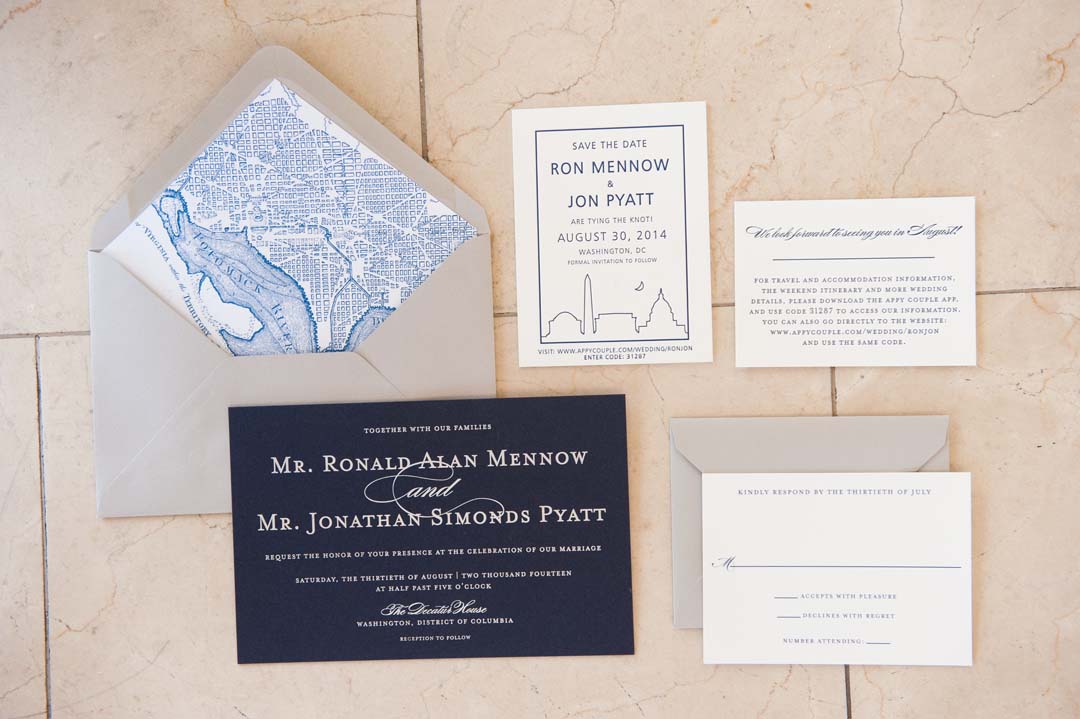 VIRGINIA
the TERRITOR
POTOMACK RIVER
SAVE THE DATE
RON MENNOW
&
JON PYATT
ARE TYING THE KNOT!
AUGUST 30, 2014
WASHINGTON, DC
FORMAL INVITATION TO FOLLOW
VISIT: WWW.APPYCOUPLE.COM/WEDDING/RONJON
ENTER CODE: 31287
We look forward to seeing you in August!!
FOR TRAVEL AND ACCOMMODATION INFORMATION,
THE WEEKEND ITINERARY AND MORE WEDDING
DETAILS, PLEASE DOWNLOAD THE APPY COUPLE APP,
AND USE CODE 31287 TO ACCESS OUR INFORMATION.
YOU CAN ALSO GO DIRECTLY TO THE WEBSITE:
WWW.APPYCOUPLE.COM/WEDDING/RONJON
AND USE THE SAME CODE.
TOGETHER WITH OUR FAMILIES
MR. RONALD ALAN MENNOW
and
MR. JONATHAN SIMONDS PYATT
REQUEST THE HONOR OF YOUR PRESENCE AT THE CELEBRATION OF OUR MARRIAGE
SATURDAY, THE THIRTIETH OF AUGUST | TWO THOUSAND FOURTEEN
AT HALF PAST FIVE O'CLOCK
The Decatur House
WASHINGTON, DISTRICT OF COLUMBIA
RECEPTION TO FOLLOW
KINDLY RESPOND BY THE THIRTIETH OF JULY
M
ACCEPTS WITH PLEASURE
DECLINES WITH REGRET
NUMBER ATTENDING: